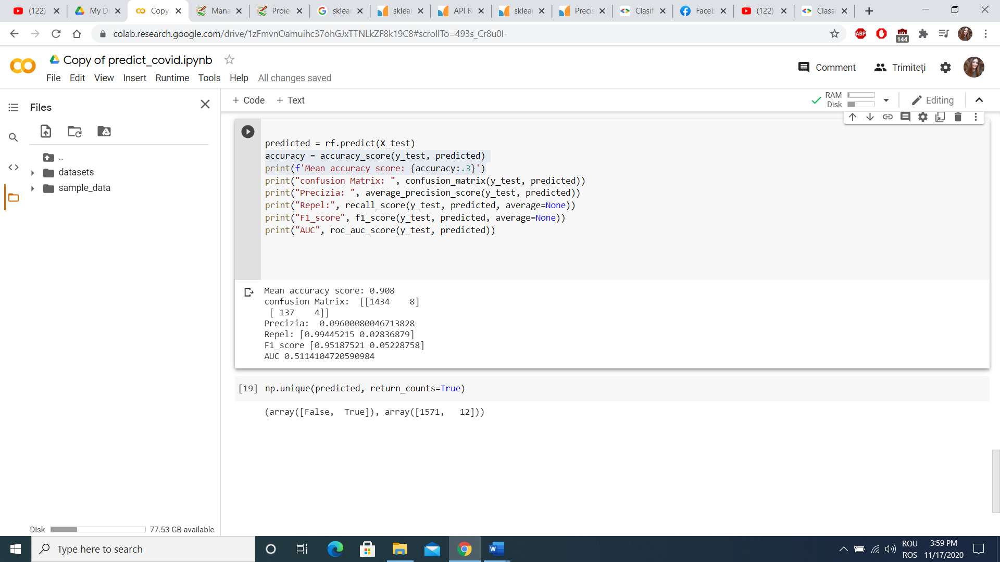 (122)
My D
Copy
Mana
Proiec
sklear
sklear
API R
sklear
Precis
Clasif
Faceb
(122)
Classi
colab.research.google.com/drive/1zFmvnOamuihc37ohGJxTTNLkZF8k19C8#scrollTo=493s_Cr8u0I-
ABP
144
Copy of predict_covid.ipynb
Comment
Trimiteți
File Edit View Insert Runtime Tools Help All changes saved
Files
+ Code + Text
RAM
Disk
Editing
..
datasets
sample_data
predicted = rf.predict(X_test)
accuracy = accuracy_score(y_test, predicted)
print(f'Mean accuracy score: {accuracy:.3}')
print("confusion Matrix: ", confusion_matrix(y_test, predicted))
print("Precizia: ", average_precision_score(y_test, predicted))
print("Repel:", recall_score(y_test, predicted, average=None))
print("F1_score", f1_score(y_test, predicted, average=None))
print("AUC", roc_auc_score(y_test, predicted))
Mean accuracy score: 0.908
confusion Matrix:  [[1434    8]
 [ 137    4]]
Precizia:  0.09600080046713828
Repel: [0.99445215 0.02836879]
F1_score [0.95187521 0.05228758]
AUC 0.5114104720590984
[19] np.unique(predicted, return_counts=True)
(array([False,  True]), array([1571,   12]))
Disk 77.53 GB available
Type here to search
ROU
ROS
3:59 PM
11/17/2020